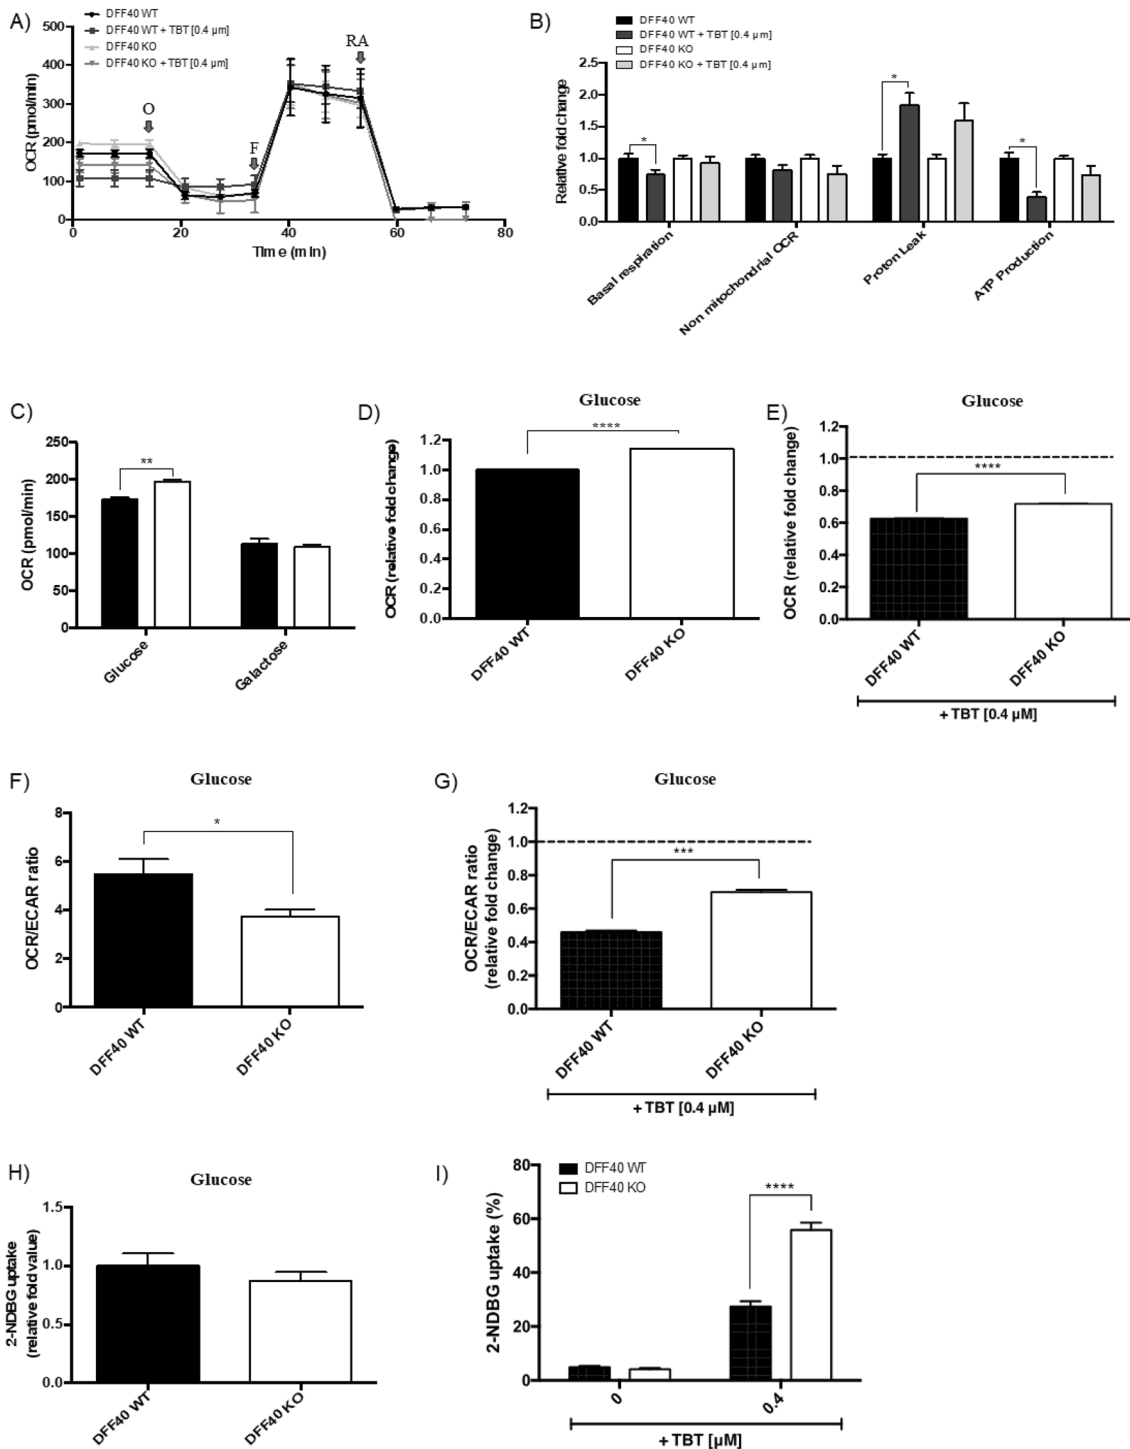 A)
DFF40 WT
DFF40 WT + TBT [0.4 µm]
DFF40 KO
DFF40 KO + TBT [0.4 µm]
OCR (pmol/min)
500
400
300
200
100
0
O
F
RA
0
20
40
60
80
Time (min)
B)
DFF40 WT
DFF40 WT + TBT [0.4 µm]
DFF40 KO
DFF40 KO + TBT [0.4 µm]
Relative fold change
2.5
2.0
1.5
1.0
0.5
0.0
*
*
*
Basal respiration
Non mitochondrial OCR
Proton Leak
ATP Production
C)
OCR (pmol/min)
250
200
150
100
50
0
**
Glucose
Galactose
D)
Glucose
OCR (relative fold change)
1.2
1.0
0.8
0.6
0.4
0.2
0.0
****
DFF40 WT
DFF40 KO
E)
Glucose
OCR (relative fold change)
1.2
1.0
0.8
0.6
0.4
0.2
0.0
****
DFF40 WT
DFF40 KO
+ TBT [0.4 µM]
F)
Glucose
OCR/ECAR ratio
8
6
4
2
0
*
DFF40 WT
DFF40 KO
G)
Glucose
OCR/ECAR ratio
(relative fold change)
1.2
1.0
0.8
0.6
0.4
0.2
0.0
***
DFF40 WT
DFF40 KO
+ TBT [0.4 µM]
H)
Glucose
2-NDBG uptake
(relative fold value)
1.5
1.0
0.5
0.0
DFF40 WT
DFF40 KO
I)
DFF40 WT
DFF40 KO
2-NDBG uptake (%)
80
60
40
20
0
****
0
0.4
+ TBT [µM]